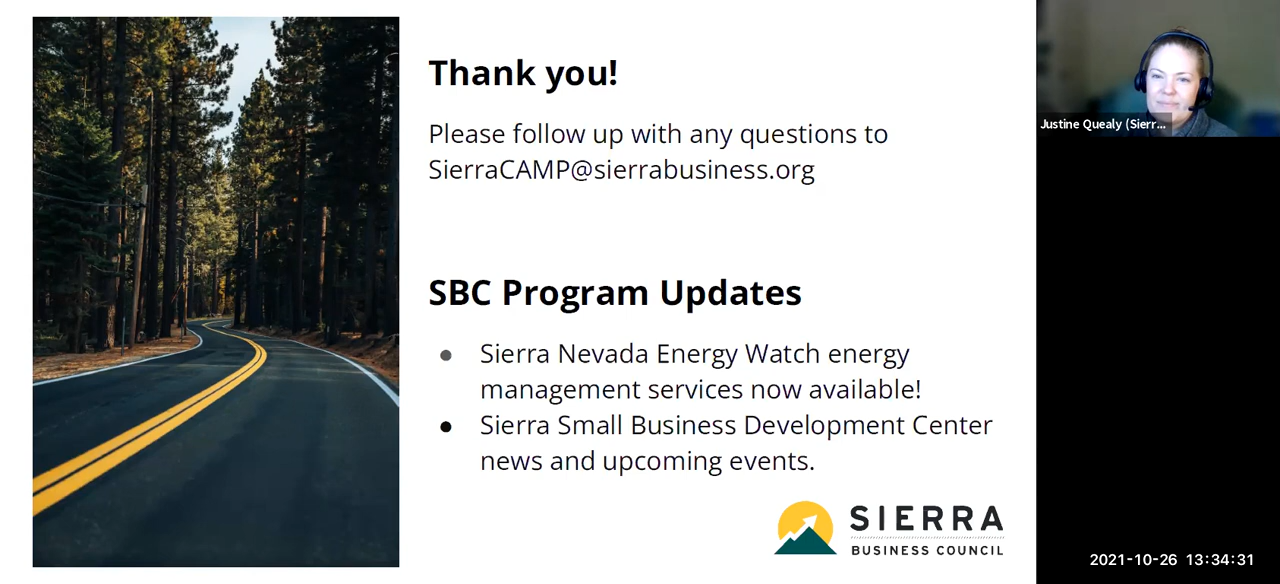 Thank you!
Please follow up with any questions to
SierraCAMP@sierrabusiness.org
SBC Program Updates
● Sierra Nevada Energy Watch energy
management services now available!
● Sierra Small Business Development Center
news and upcoming events.
SIERRA
BUSINESS COUNCIL
Justine Quealy (Sierr...
2021-10-26 13:34:31